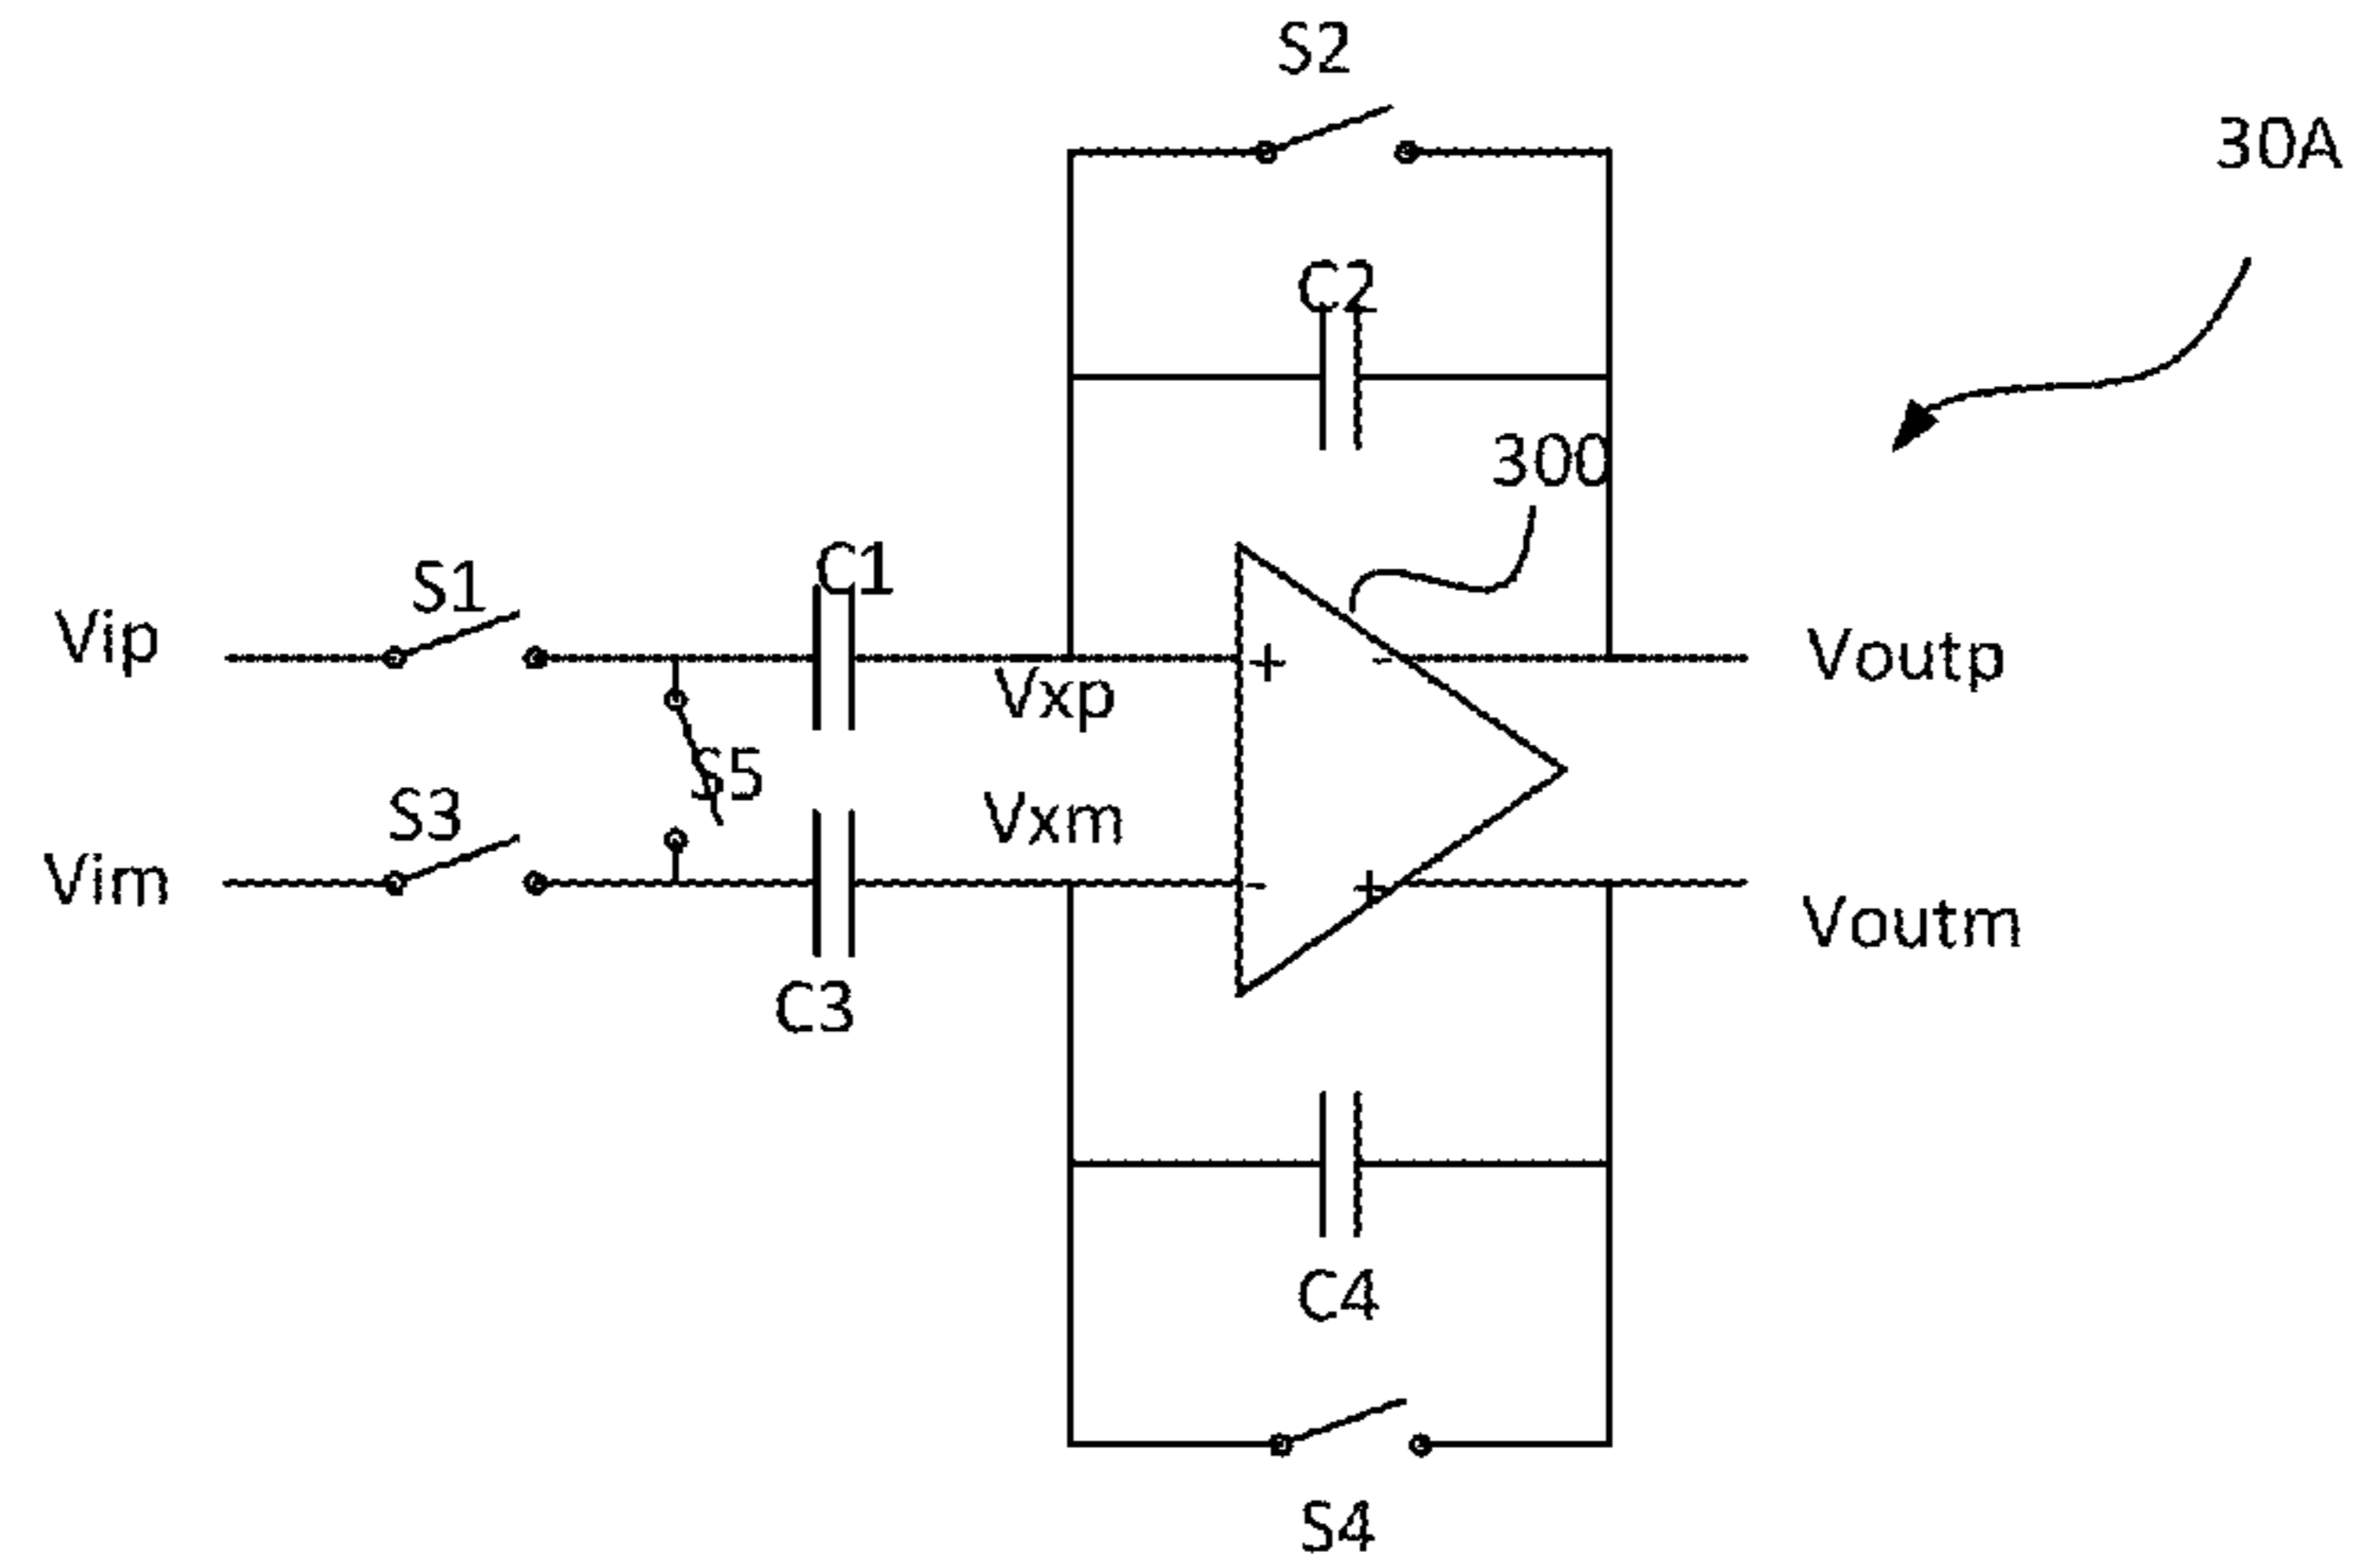 S2
30A
C2
300
C1
S1
Vip
+
-
Voutp
Vxp
S5
Vxm
S3
Vim
-
+
Voutm
C3
C4
S4